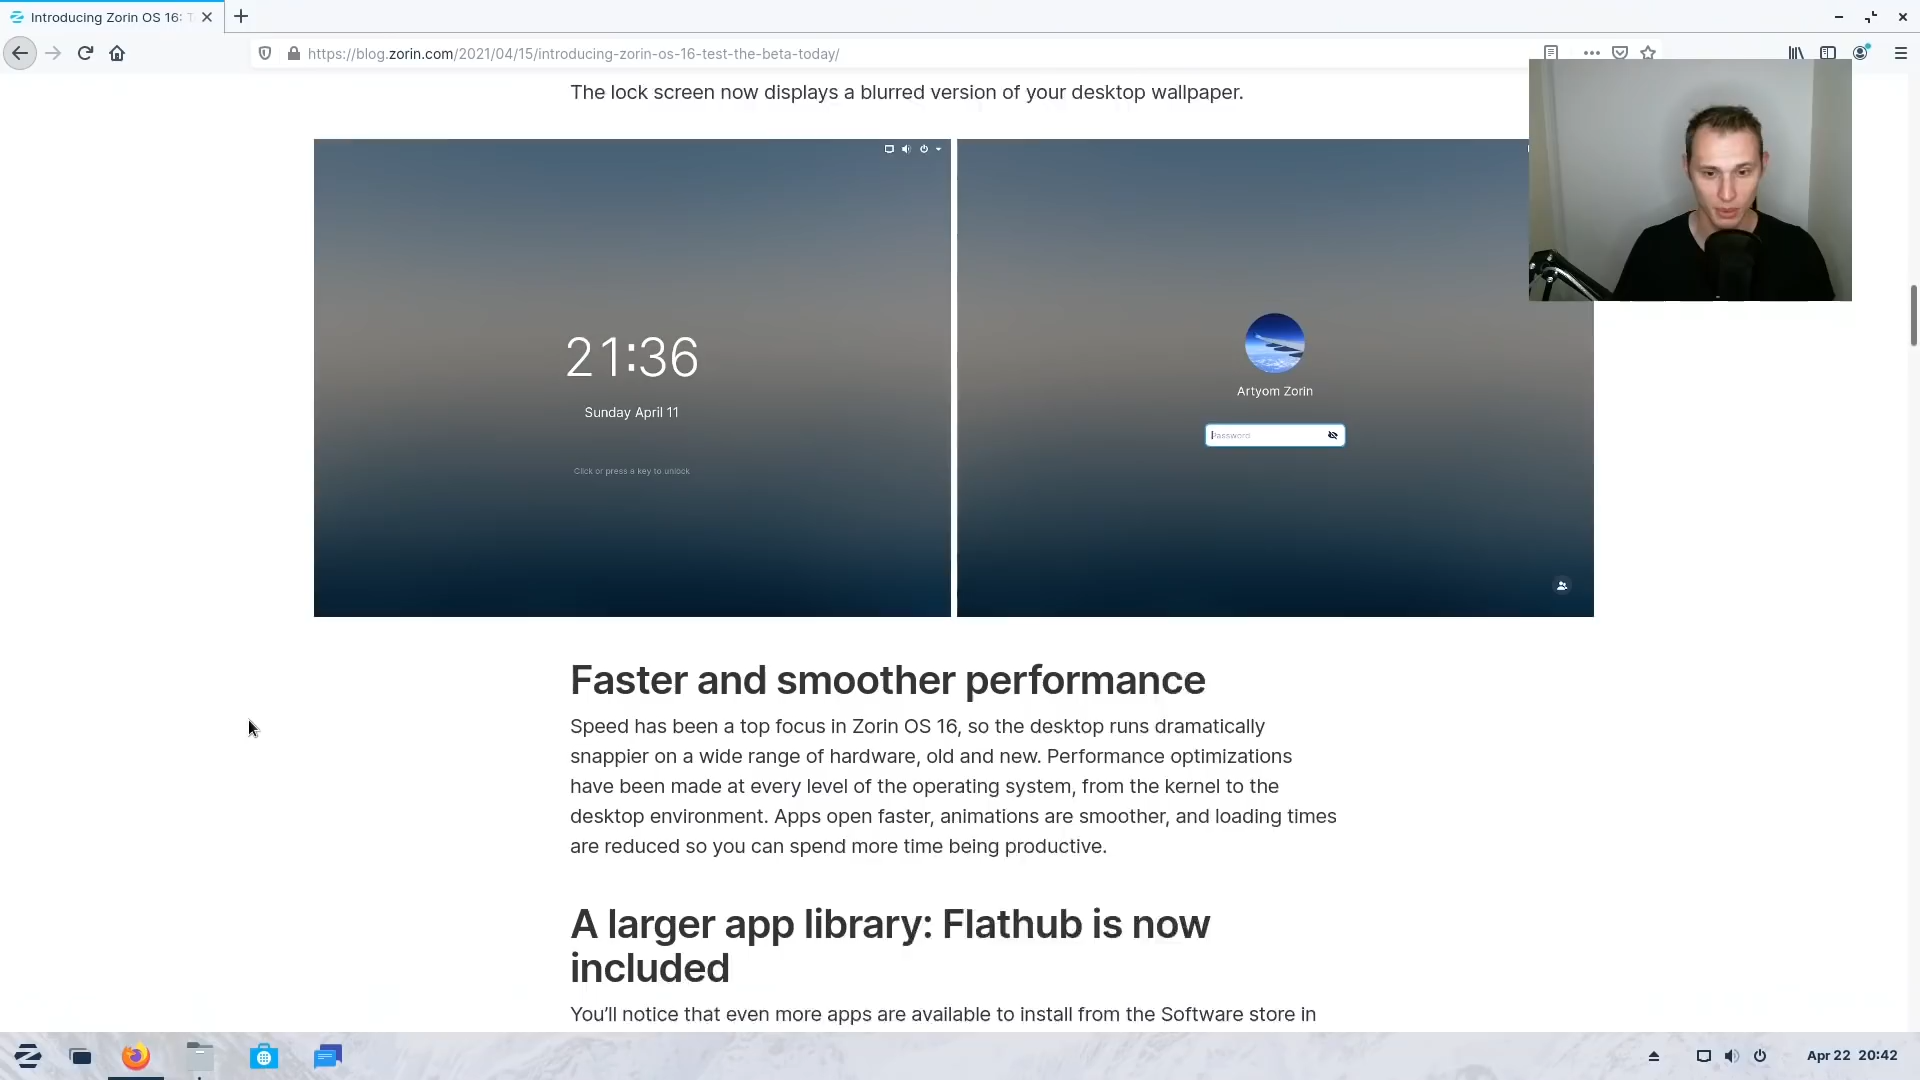 Introducing Zorin OS 16: T
https://blog.zorin.com/2021/04/15/introducing-zorin-os-16-test-the-beta-today/
The lock screen now displays a blurred version of your desktop wallpaper.
21:36
Sunday April 11
Click or press a key to unlock
Artyom Zorin
Password
Faster and smoother performance
Speed has been a top focus in Zorin OS 16, so the desktop runs dramatically
snappier on a wide range of hardware, old and new. Performance optimizations
have been made at every level of the operating system, from the kernel to the
desktop environment. Apps open faster, animations are smoother, and loading times
are reduced so you can spend more time being productive.
A larger app library: Flathub is now
included
You’ll notice that even more apps are available to install from the Software store in
Apr 22 20:42